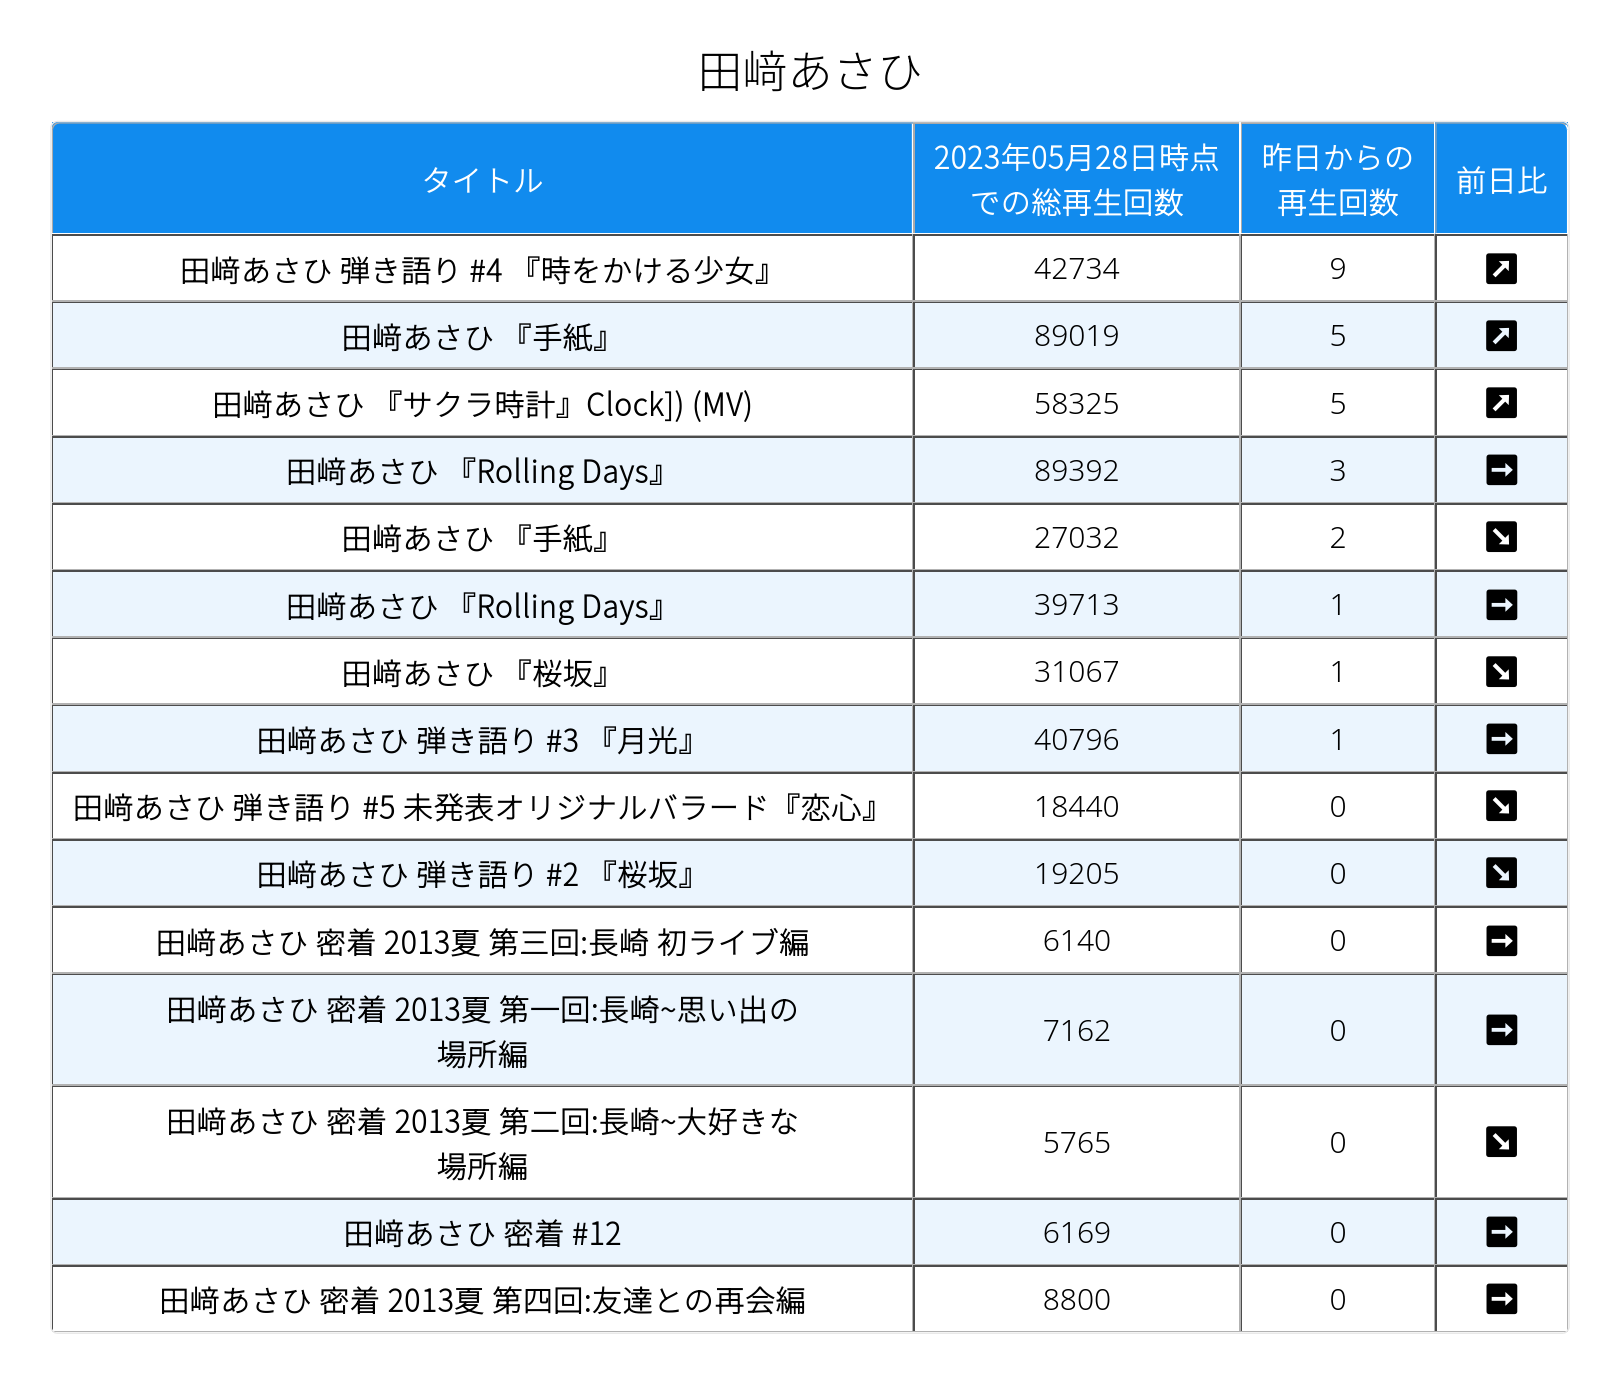 田﨑あさひ
タイトル
2023年05月28日時点
での総再生回数
昨日からの
再生回数
前日比
田﨑あさひ 弾き語り #4 『時をかける少女』 42734 9
田﨑あさひ 『手紙』 89019 5
田﨑あさひ 『サクラ時計』Clock]) (MV) 58325 5
田﨑あさひ 『Rolling Days』 89392 3
田﨑あさひ 『手紙』 27032 2
田﨑あさひ 『Rolling Days』 39713 1
田﨑あさひ 『桜坂』 31067 1
田﨑あさひ 弾き語り #3 『月光』 40796 1
田﨑あさひ 弾き語り #5 未発表オリジナルバラード『恋心』 18440 0
田﨑あさひ 弾き語り #2 『桜坂』 19205 0
田﨑あさひ 密着 2013夏 第三回:長崎 初ライブ編 6140 0
田﨑あさひ 密着 2013夏 第一回:長崎~思い出の
場所編 7162 0
田﨑あさひ 密着 2013夏 第二回:長崎~大好きな
場所編 5765 0
田﨑あさひ 密着 #12 6169 0
田﨑あさひ 密着 2013夏 第四回:友達との再会編 8800 0